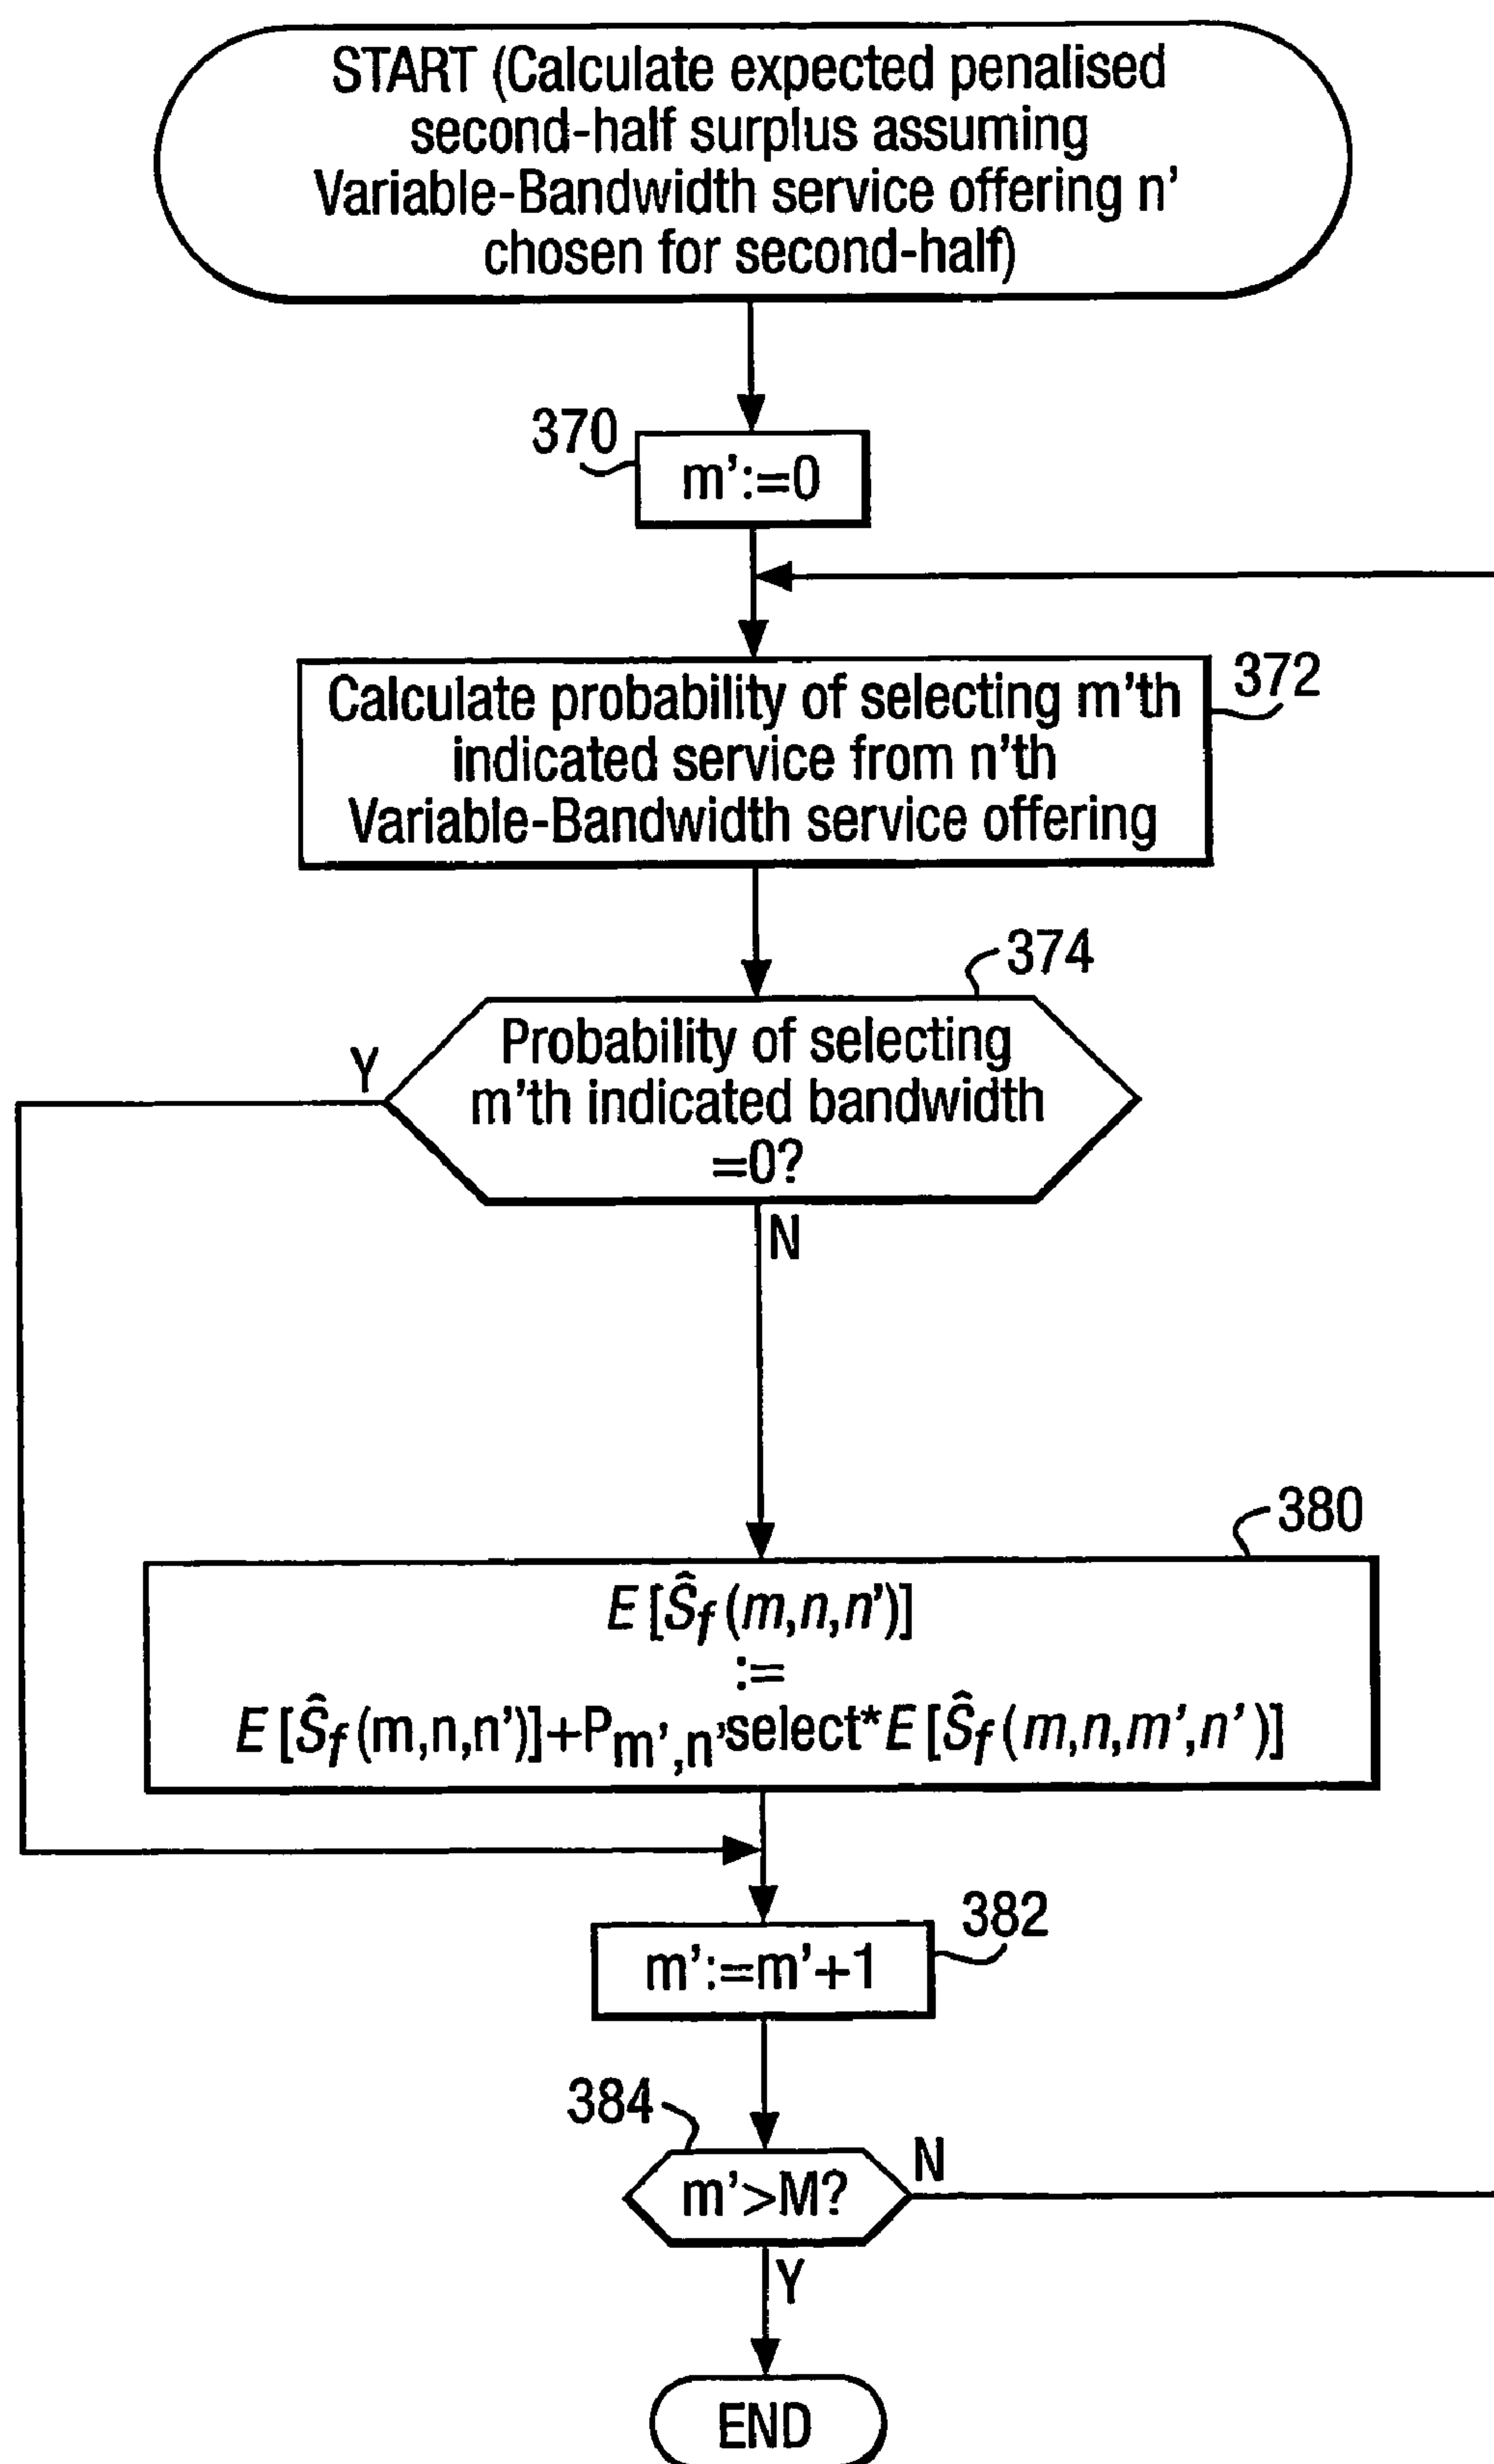 START (Calculate expected penalised
second-half surplus assuming
Variable-Bandwidth service offering n'
chosen for second-half)
370
m':=0
Calculate probability of selecting m'th
indicated service from n'th
Variable-Bandwidth service offering
372
374
Probability of selecting
m'th indicated bandwidth
=0?
Y
N
380
E[Ŝf(m,n,n')]
:=
E[Ŝf(m,n,n')]+Pm',n'select*E[Ŝf(m,n,m',n')]
382
m':=m'+1
384
m'>M?
N
Y
END